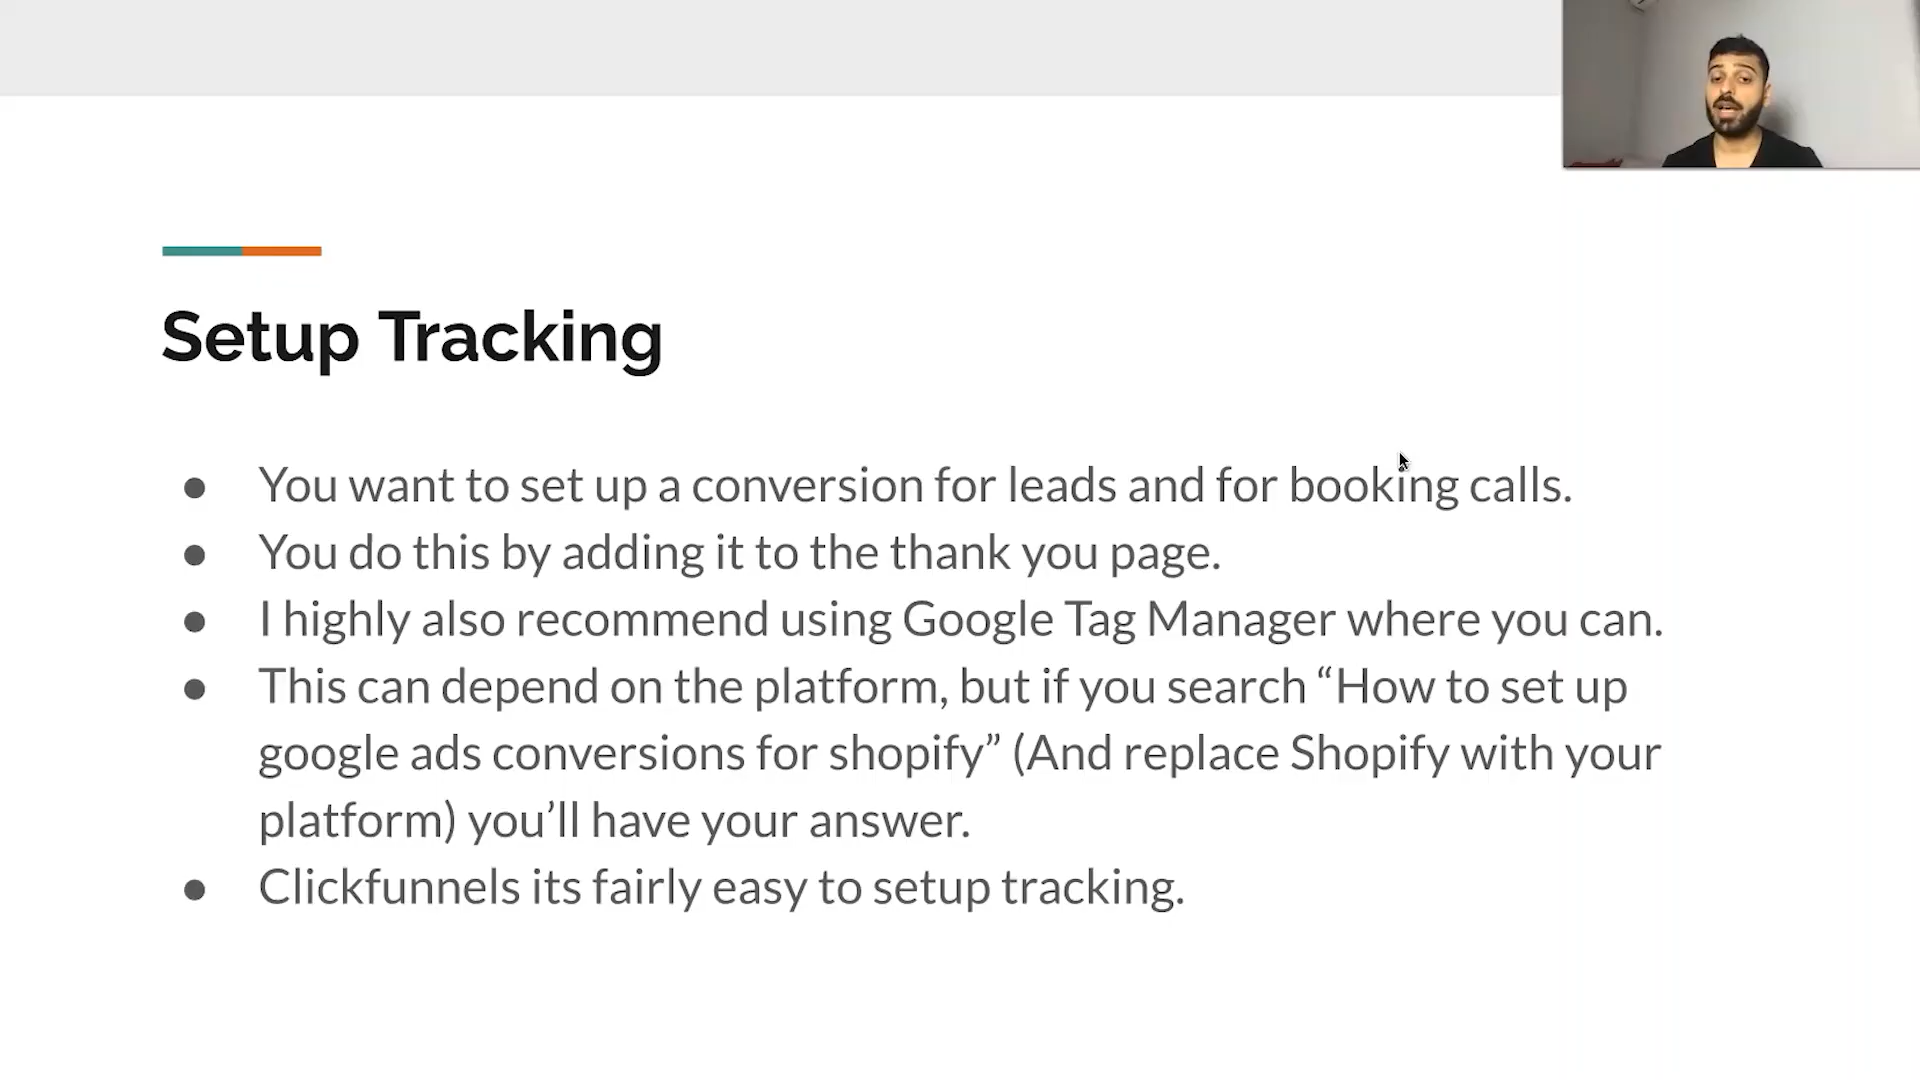 Setup Tracking
● You want to set up a conversion for leads and for booking calls.
● You do this by adding it to the thank you page.
● I highly also recommend using Google Tag Manager where you can.
● This can depend on the platform, but if you search “How to set up
google ads conversions for shopify” (And replace Shopify with your
platform) you’ll have your answer.
● Clickfunnels its fairly easy to setup tracking.